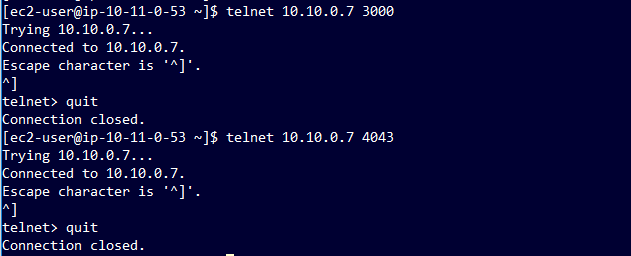 [ec2-user@ip-10-11-0-53 ~]$ telnet 10.10.0.7 3000
Trying 10.10.0.7...
Connected to 10.10.0.7.
Escape character is '^]'.
^]
telnet> quit
Connection closed.
[ec2-user@ip-10-11-0-53 ~]$ telnet 10.10.0.7 4043
Trying 10.10.0.7...
Connected to 10.10.0.7.
Escape character is '^]'.
^]
telnet> quit
Connection closed.